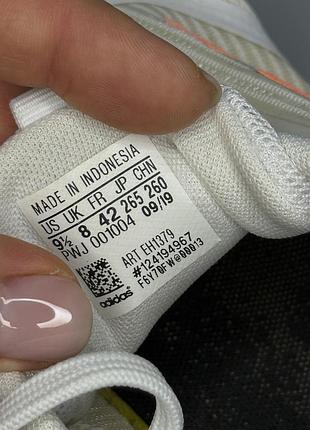 MADE IN INDONESIA
US UK FR JP CHN
9½ 8 42 265 260
PWJ 001004 09/19
ART EH1379
#124194967
F6Y70FW@00013
adidas